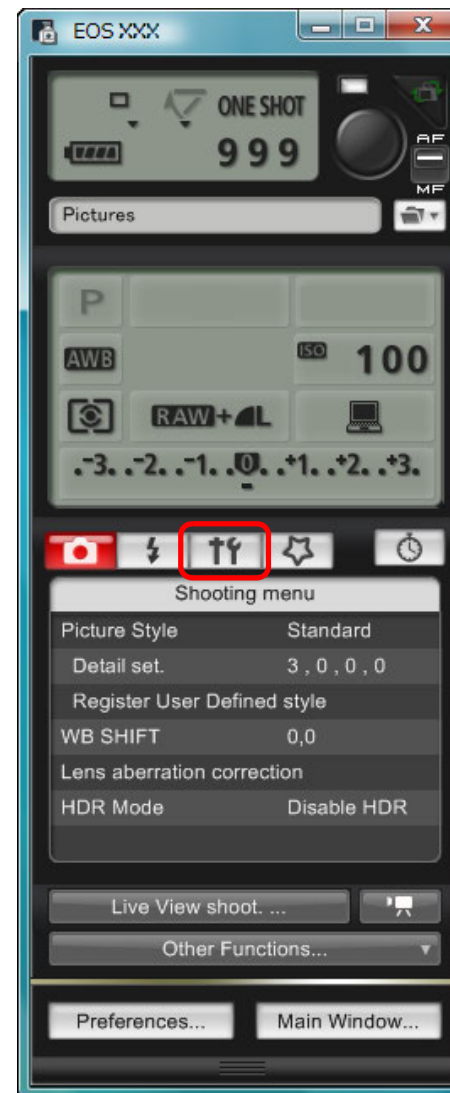 EOS XXX
ONE SHOT
999
AF
MF
Pictures
P
AWB
ISO 100
RAW+L
.-3. .-2. .-1. .0. .+1. .+2. .+3.
Shooting menu
Picture Style Standard
Detail set. 3 , 0 , 0 , 0
Register User Defined style
WB SHIFT 0,0
Lens aberration correction
HDR Mode Disable HDR
Live View shoot. ...
Other Functions...
Preferences... Main Window...